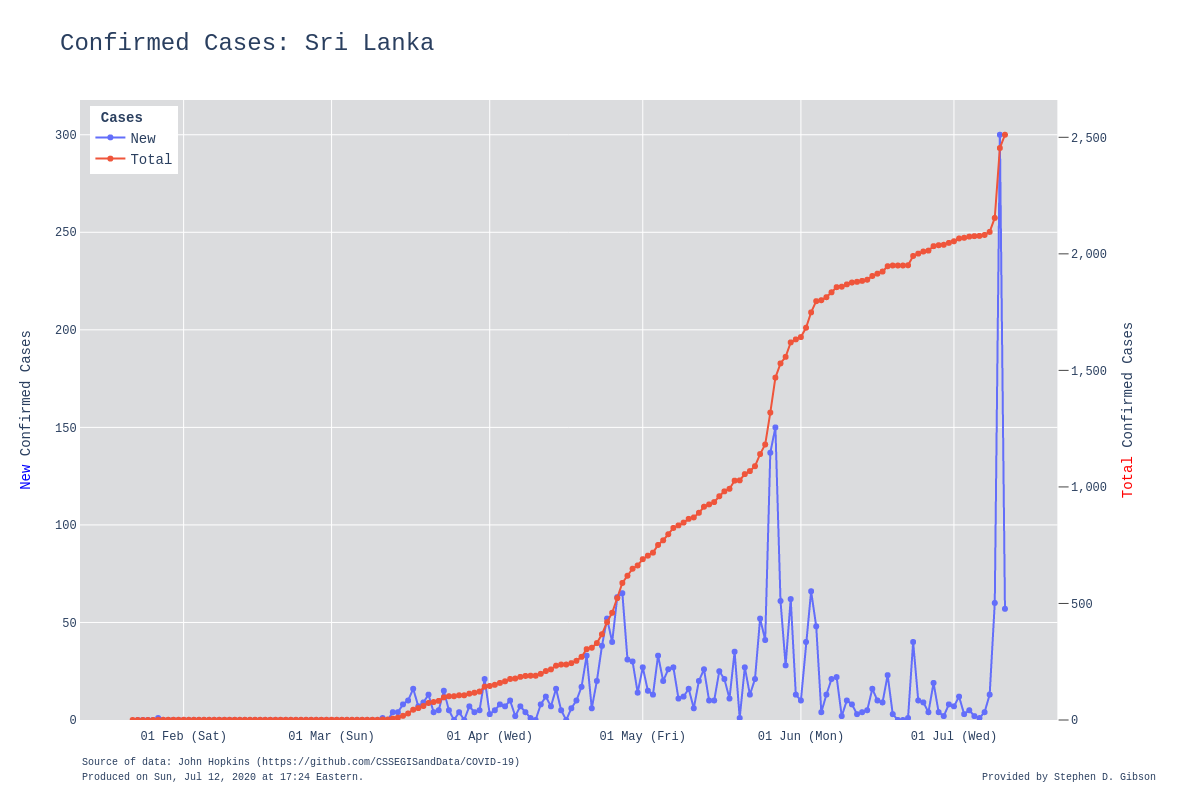 Confirmed Cases: Sri Lanka
Cases
New
Total
300
250
200
150
100
50
0
2,500
2,000
1,500
1,000
500
0
New Confirmed Cases
Total Confirmed Cases
01 Feb (Sat)
01 Mar (Sun)
01 Apr (Wed)
01 May (Fri)
01 Jun (Mon)
01 Jul (Wed)
Source of data: John Hopkins (https://github.com/CSSEGISandData/COVID-19)
Produced on Sun, Jul 12, 2020 at 17:24 Eastern.
Provided by Stephen D. Gibson